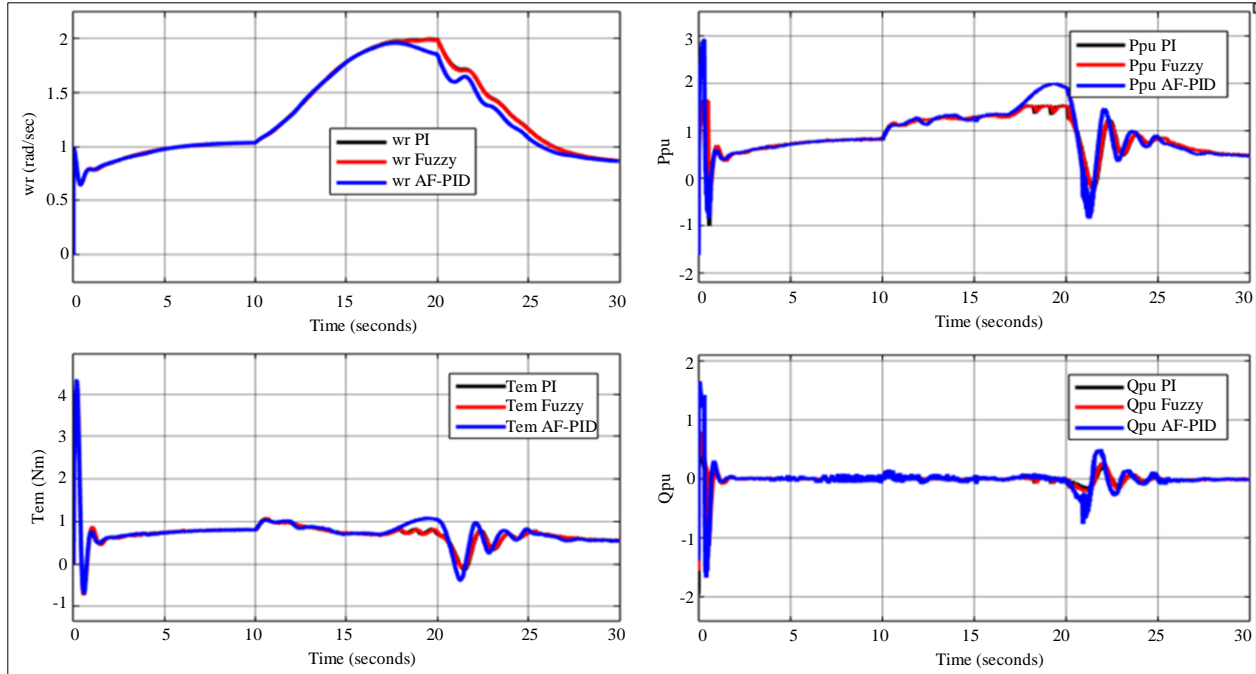 2
1.5
1
0.5
0
wr (rad/sec)
wr PI
wr Fuzzy
wr AF-PID
0 5 10 15 20 25 30
Time (seconds)
3
2
1
0
-1
-2
Ppu
Ppu PI
Ppu Fuzzy
Ppu AF-PID
0 5 10 15 20 25 30
Time (seconds)
4
3
2
1
0
-1
Tem (Nm)
Tem PI
Tem Fuzzy
Tem AF-PID
0 5 10 15 20 25 30
Time (seconds)
2
1
0
-1
-2
Qpu
Qpu PI
Qpu Fuzzy
Qpu AF-PID
0 5 10 15 20 25 30
Time (seconds)